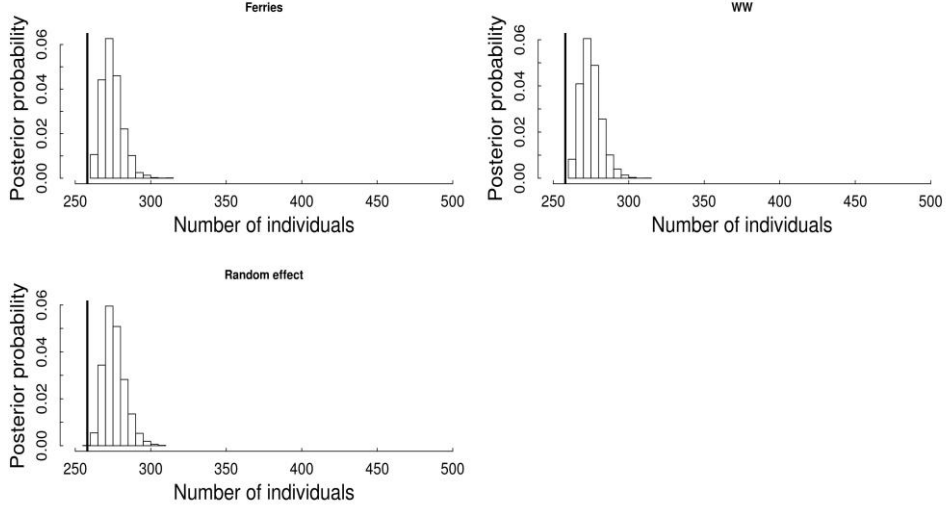 Ferries
Posterior probability
0.00 0.02 0.04 0.06
250 300 350 400 450 500
Number of individuals
WW
Posterior probability
0.00 0.02 0.04 0.06
250 300 350 400 450 500
Number of individuals
Random effect
Posterior probability
0.00 0.02 0.04 0.06
250 300 350 400 450 500
Number of individuals